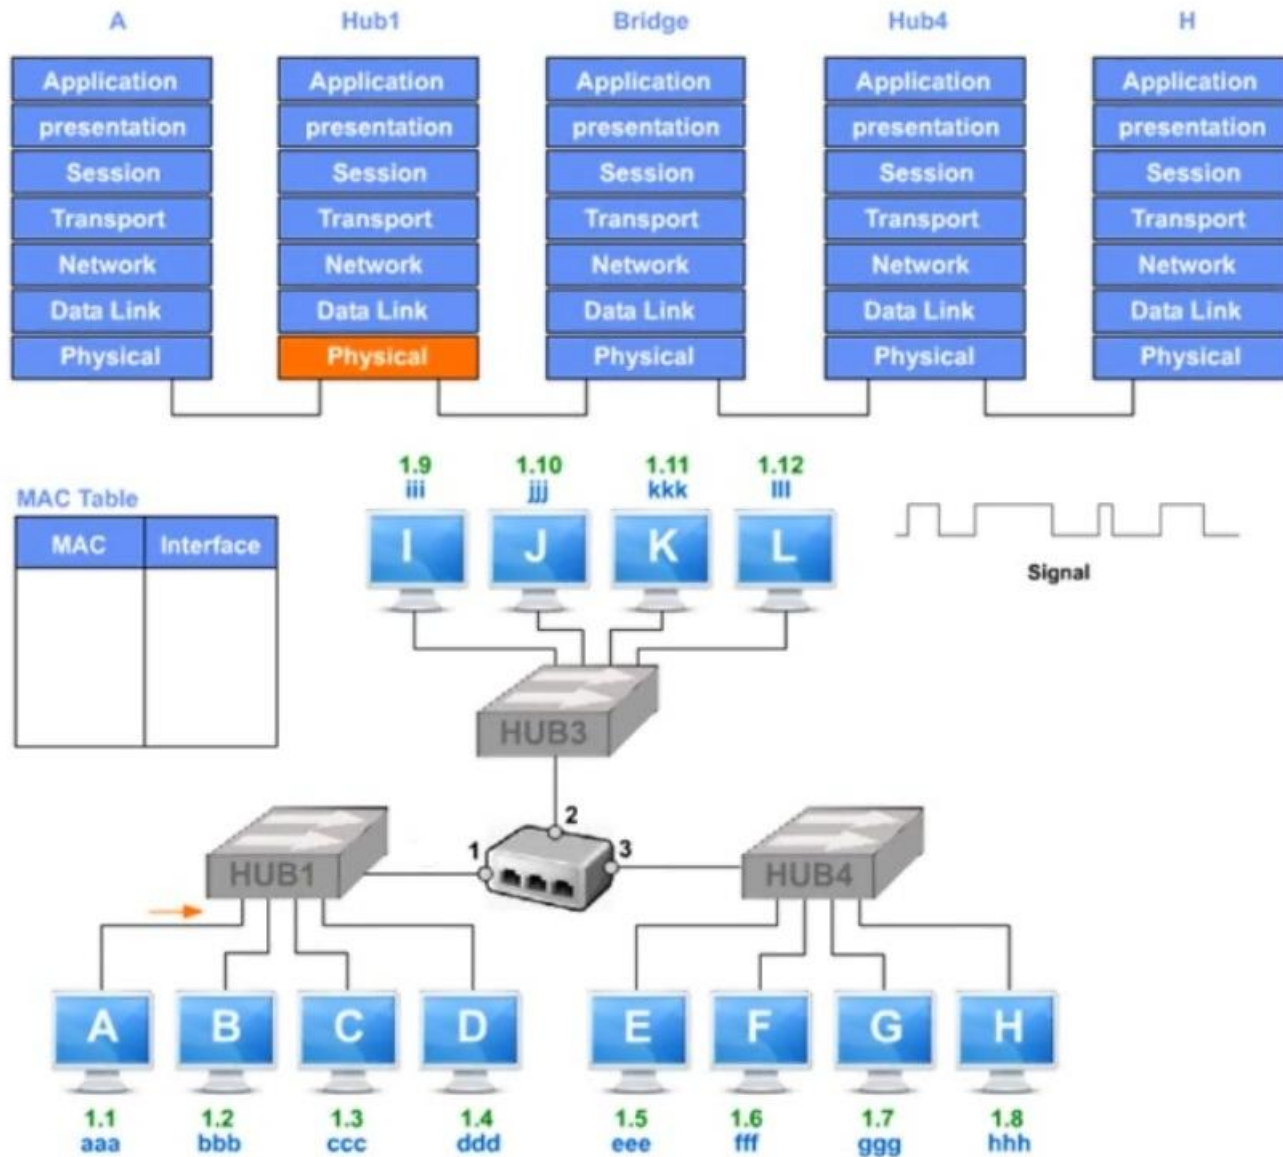 A Hub1 Bridge Hub4 H
Application Application Application Application Application
presentation presentation presentation presentation presentation
Session Session Session Session Session
Transport Transport Transport Transport Transport
Network Network Network Network Network
Data Link Data Link Data Link Data Link Data Link
Physical Physical Physical Physical Physical
1.9 1.10 1.11 1.12
iii jjj kkk lll
MAC Table
MAC Interface
I J K L
Signal
HUB3
2
1 3
HUB1 HUB4
A B C D E F G H
1.1 1.2 1.3 1.4 1.5 1.6 1.7 1.8
aaa bbb ccc ddd eee fff ggg hhh